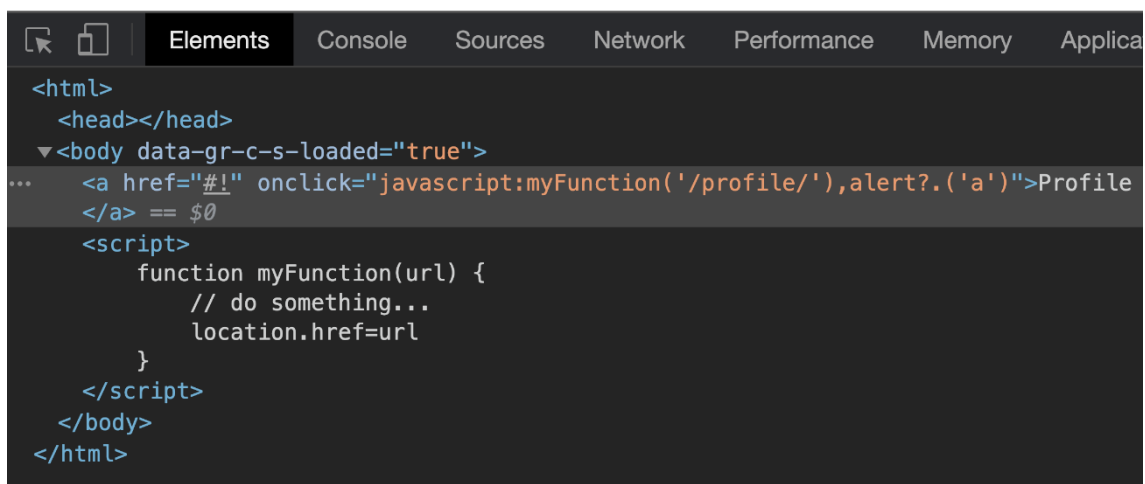 Elements Console Sources Network Performance Memory Applica
<html>
<head></head>
▼<body data-gr-c-s-loaded="true">
... <a href="#!" onclick="javascript:myFunction('/profile/'),alert?.('a')">Profile
</a> == $0
<script>
function myFunction(url) {
// do something...
location.href=url
}
</script>
</body>
</html>